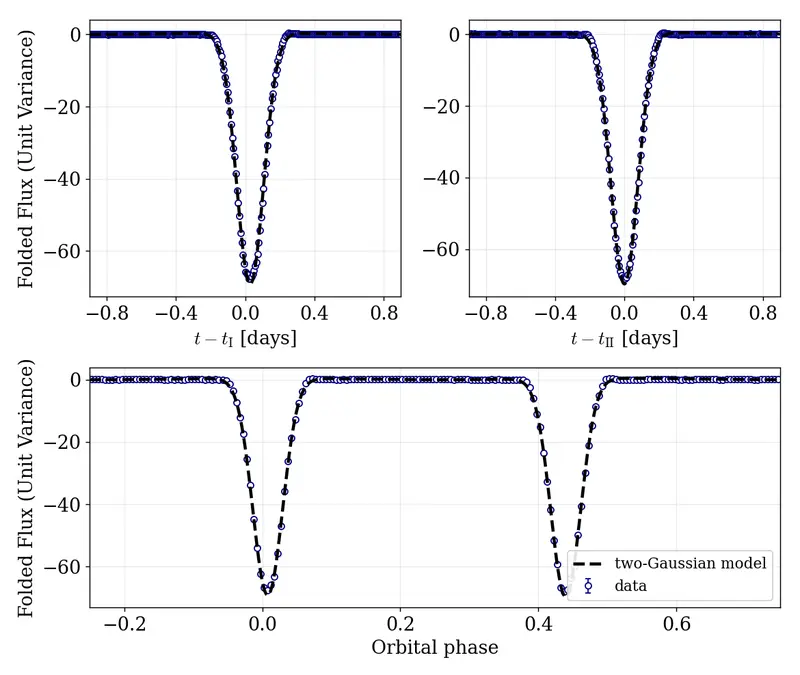 Folded Flux (Unit Variance)
0
−20
−40
−60
−0.8 −0.4 0.0 0.4 0.8
t − t_I [days]
0
−20
−40
−60
−0.8 −0.4 0.0 0.4 0.8
t − t_II [days]
Folded Flux (Unit Variance)
0
−20
−40
−60
−0.2 0.0 0.2 0.4 0.6
Orbital phase
two-Gaussian model
data